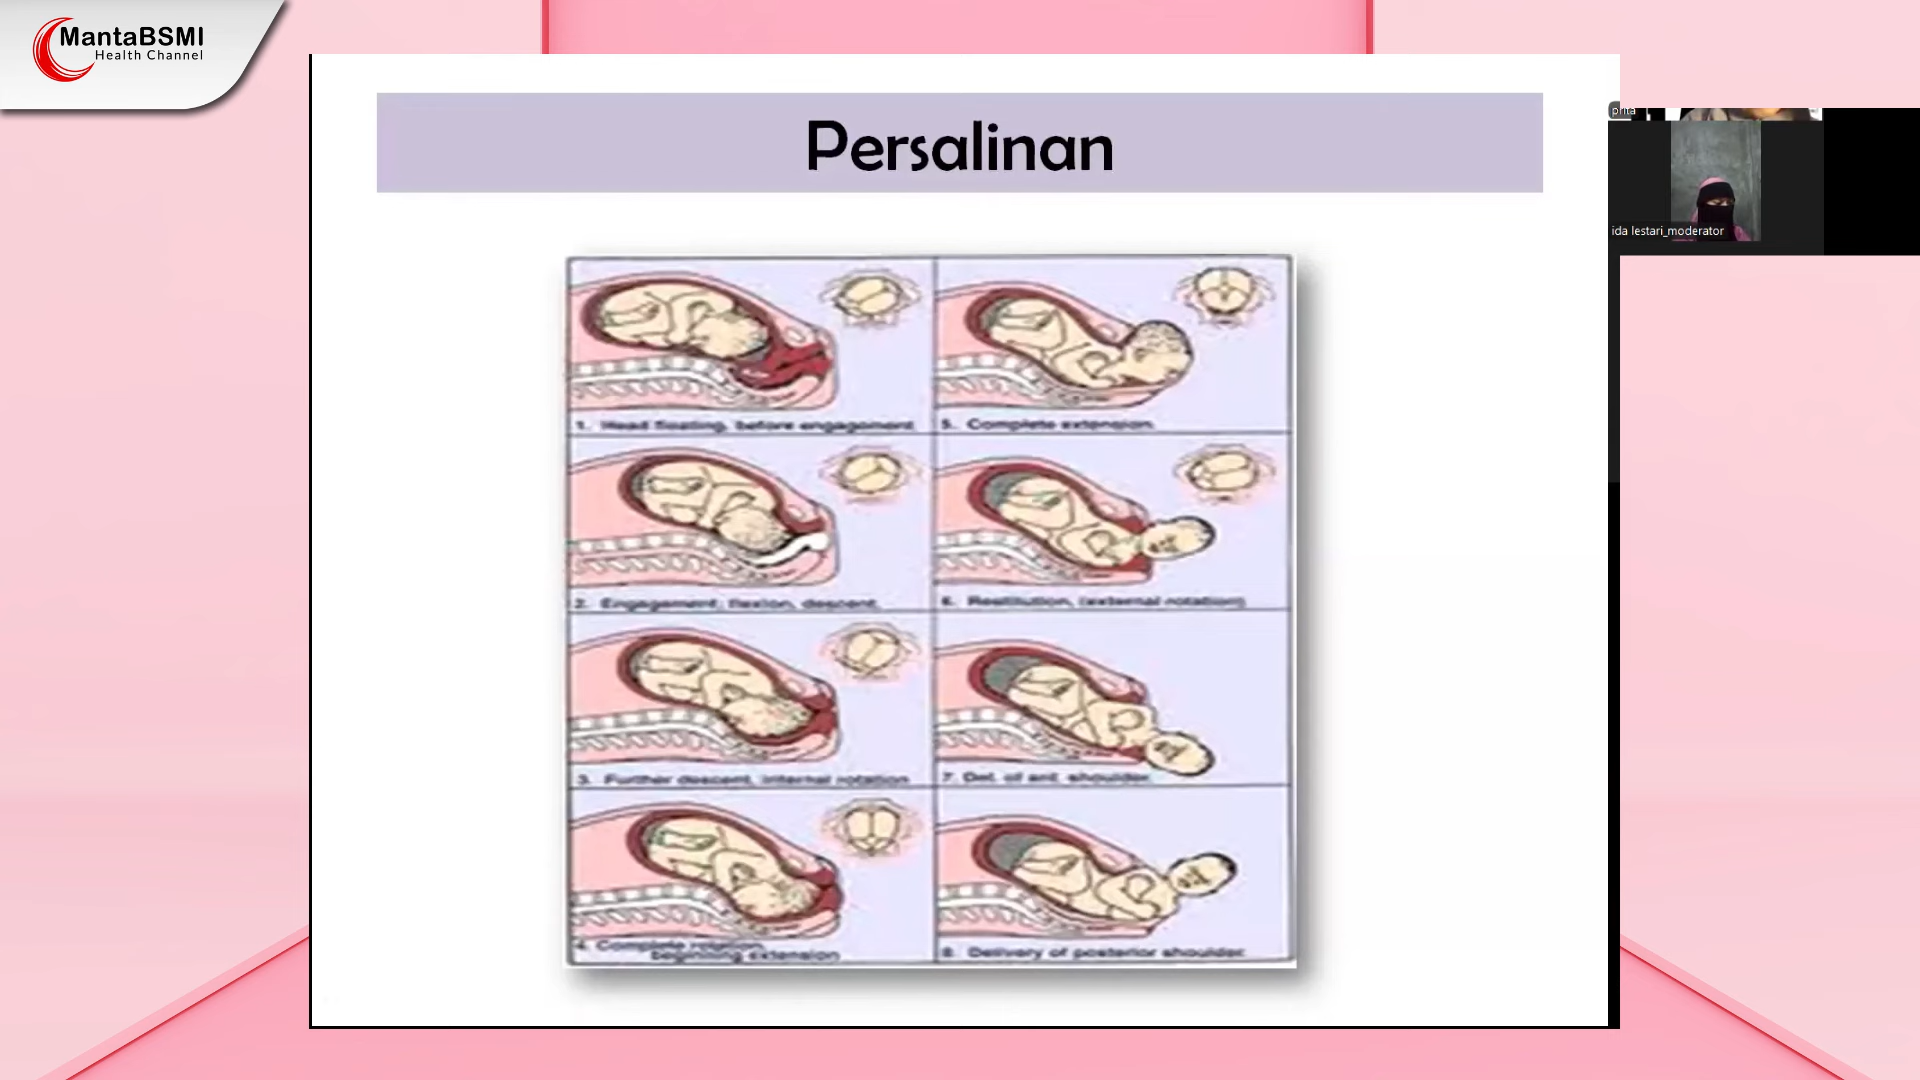 MantaBSMI
Health Channel
Persalinan
prita
ida lestari_moderator
1. Head floating, before engagement
5. Complete extension
2. Engagement; flexion, descent
6. Restitution, (external rotation)
3. Further descent, internal rotation
7. Del. of ant. shoulder
4. Complete rotation,
beginning extension
8. Delivery of posterior shoulder